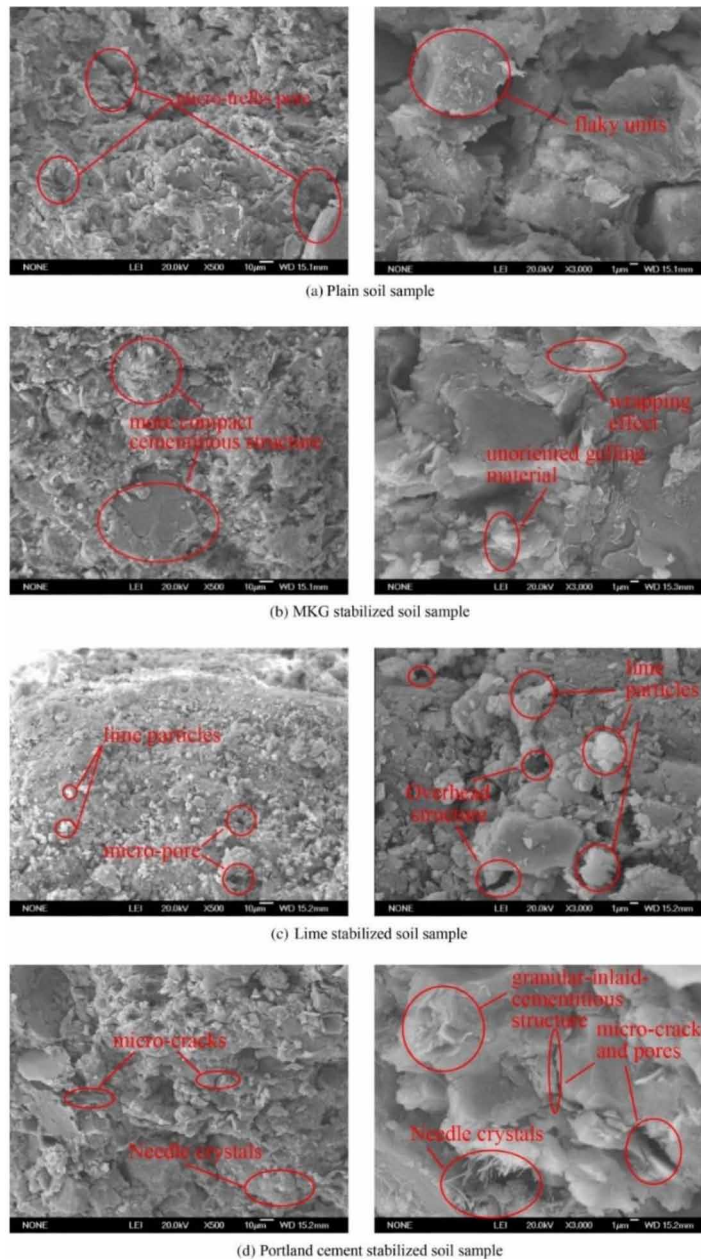 micro-trellis pore
flaky units
NONE LEI 20.0kV X500 10μm WD 15.1mm
NONE LEI 20.0kV X3,000 1μm WD 15.1mm
(a) Plain soil sample
more compact
cementitious structure
wrapping
effect
unoriented gelling
material
NONE LEI 20.0kV X500 10μm WD 15.1mm
NONE LEI 20.0kV X3,000 1μm WD 15.3mm
(b) MKG stabilized soil sample
lime particles
micro-pore
lime
particles
Overhead
structure
NONE LEI 20.0kV X500 10μm WD 15.2mm
NONE LEI 20.0kV X3,000 1μm WD 15.2mm
(c) Lime stabilized soil sample
micro-cracks
Needle crystals
granular-inlaid-
cementitious
structure
micro-crack
and pores
Needle crystals
NONE LEI 20.0kV X500 10μm WD 15.2mm
NONE LEI 20.0kV X3,000 1μm WD 15.2mm
(d) Portland cement stabilized soil sample